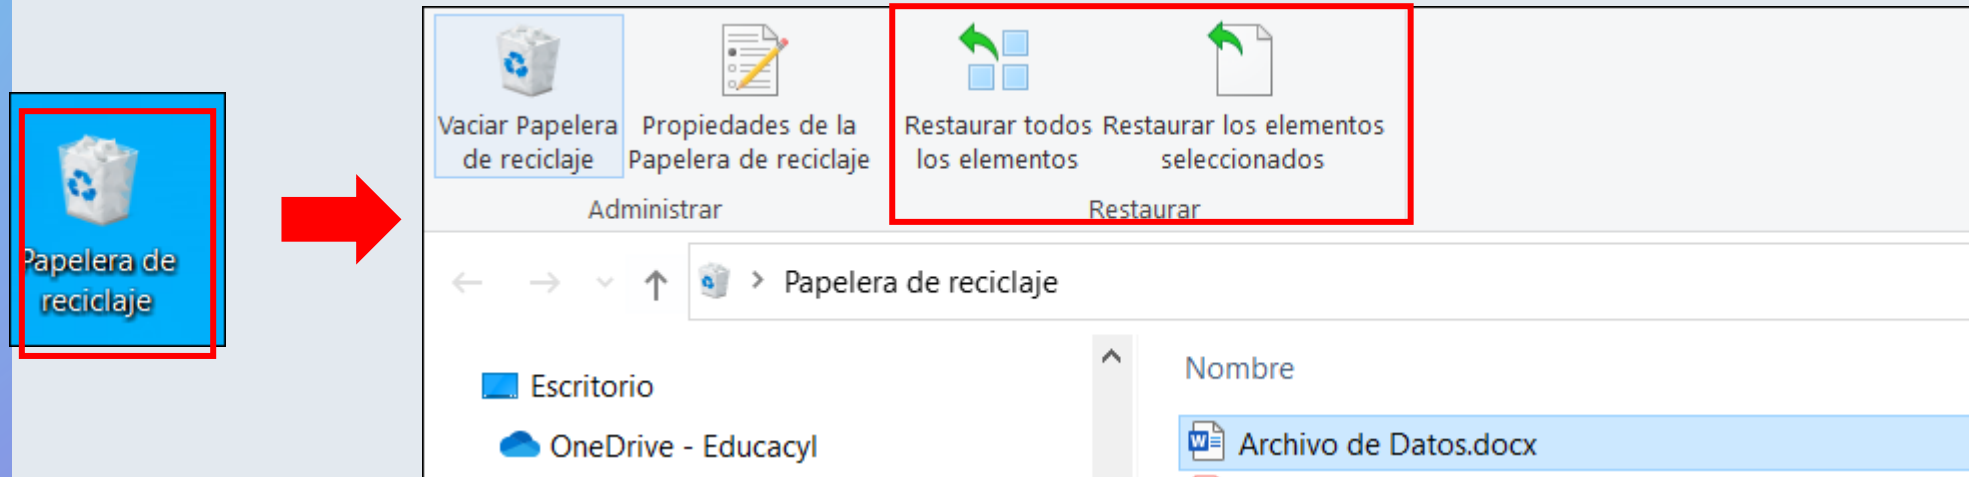 Papelera de
reciclaje
Vaciar Papelera
de reciclaje
Propiedades de la
Papelera de reciclaje
Administrar
Restaurar todos
los elementos
Restaurar los elementos
seleccionados
Restaurar
Papelera de reciclaje
Escritorio
OneDrive - Educacyl
Nombre
Archivo de Datos.docx